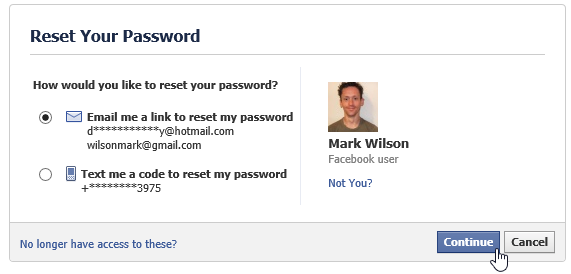 Reset Your Password
How would you like to reset your password?
Email me a link to reset my password
d************y@hotmail.com
wilsonmark@gmail.com
Text me a code to reset my password
+********3975
Mark Wilson
Facebook user
Not You?
No longer have access to these?
Continue
Cancel